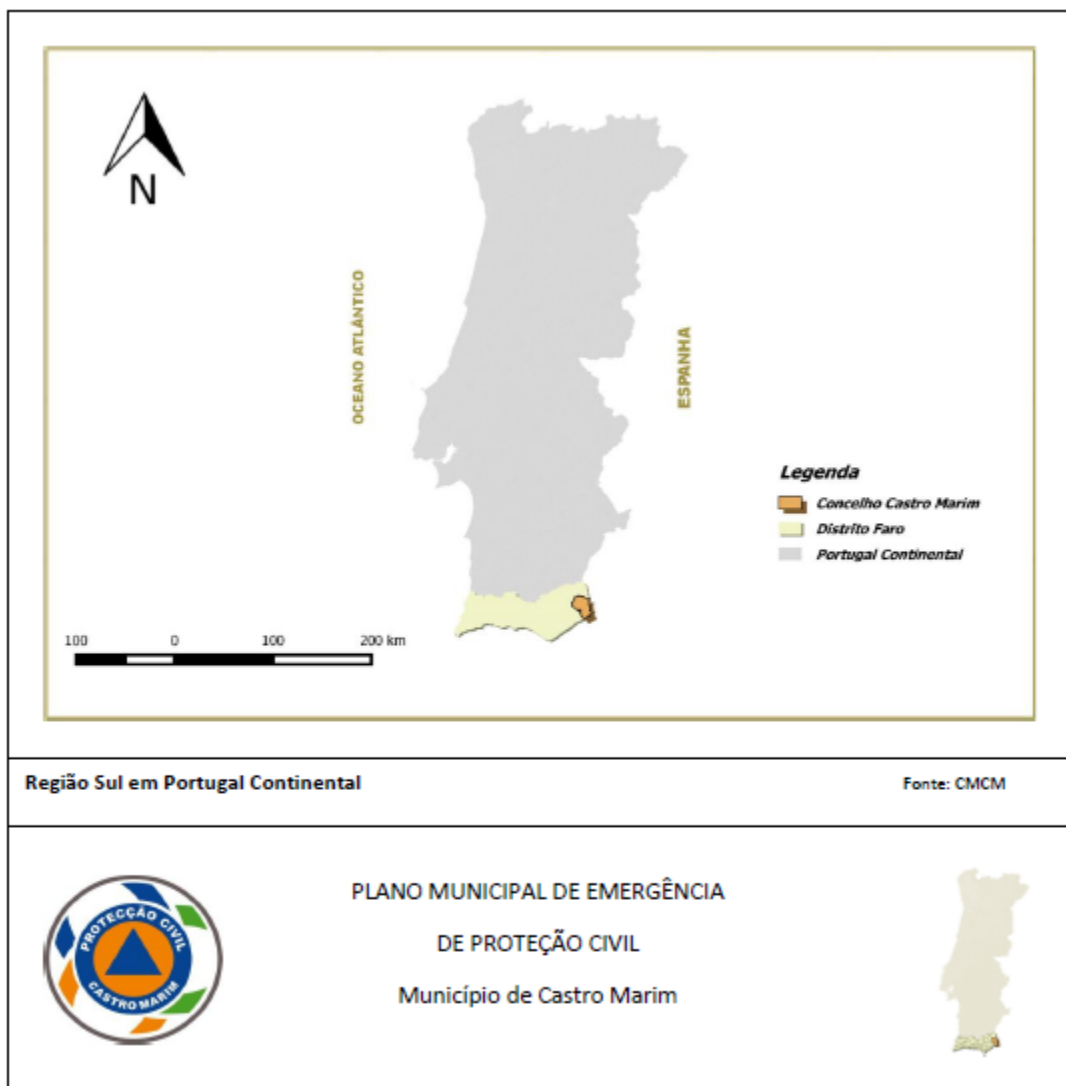 N
OCEANO ATLÂNTICO
ESPANHA
Legenda
Concelho Castro Marim
Distrito Faro
Portugal Continental
100 0 100 200 km
Região Sul em Portugal Continental
Fonte: CMCM
PROTECÇÃO CIVIL
CASTRO MARIM
PLANO MUNICIPAL DE EMERGÊNCIA
DE PROTEÇÃO CIVIL
Município de Castro Marim